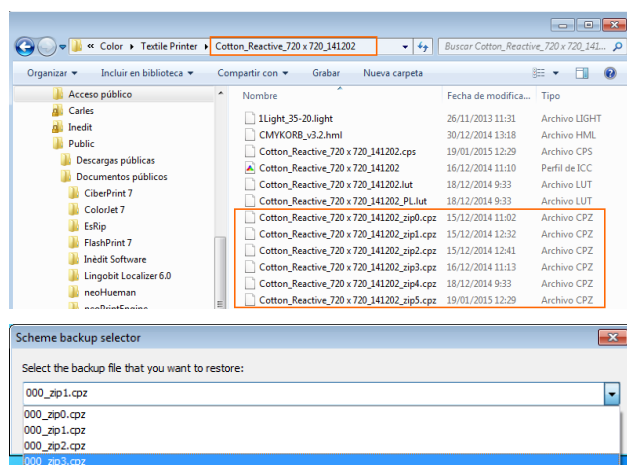 « Color ▸ Textile Printer ▸ Cotton_Reactive_720 x 720_141202
Buscar Cotton_Reactive_720 x 720_141...
Organizar Incluir en biblioteca Compartir con Grabar Nueva carpeta
Acceso público
Carles
Inedit
Public
Descargas públicas
Documentos públicos
CiberPrint 7
ColorJet 7
EsRip
FlashPrint 7
Inèdit Software
Lingobit Localizer 6.0
neoHueman
neoPrintEngine
Nombre Fecha de modifica... Tipo
1Light_35-20.light 26/11/2013 11:31 Archivo LIGHT
CMYKORB_v3.2.hml 30/12/2014 13:18 Archivo HML
Cotton_Reactive_720 x 720_141202.cps 19/01/2015 12:29 Archivo CPS
Cotton_Reactive_720 x 720_141202 16/12/2014 11:10 Perfil de ICC
Cotton_Reactive_720 x 720_141202.lut 18/12/2014 9:33 Archivo LUT
Cotton_Reactive_720 x 720_141202_PL.lut 18/12/2014 9:33 Archivo LUT
Cotton_Reactive_720 x 720_141202_zip0.cpz 15/12/2014 11:02 Archivo CPZ
Cotton_Reactive_720 x 720_141202_zip1.cpz 15/12/2014 12:32 Archivo CPZ
Cotton_Reactive_720 x 720_141202_zip2.cpz 15/12/2014 12:41 Archivo CPZ
Cotton_Reactive_720 x 720_141202_zip3.cpz 16/12/2014 11:13 Archivo CPZ
Cotton_Reactive_720 x 720_141202_zip4.cpz 18/12/2014 9:33 Archivo CPZ
Cotton_Reactive_720 x 720_141202_zip5.cpz 19/01/2015 12:29 Archivo CPZ
Scheme backup selector
Select the backup file that you want to restore:
000_zip1.cpz
000_zip0.cpz
000_zip1.cpz
000_zip2.cpz
000_zip3.cpz